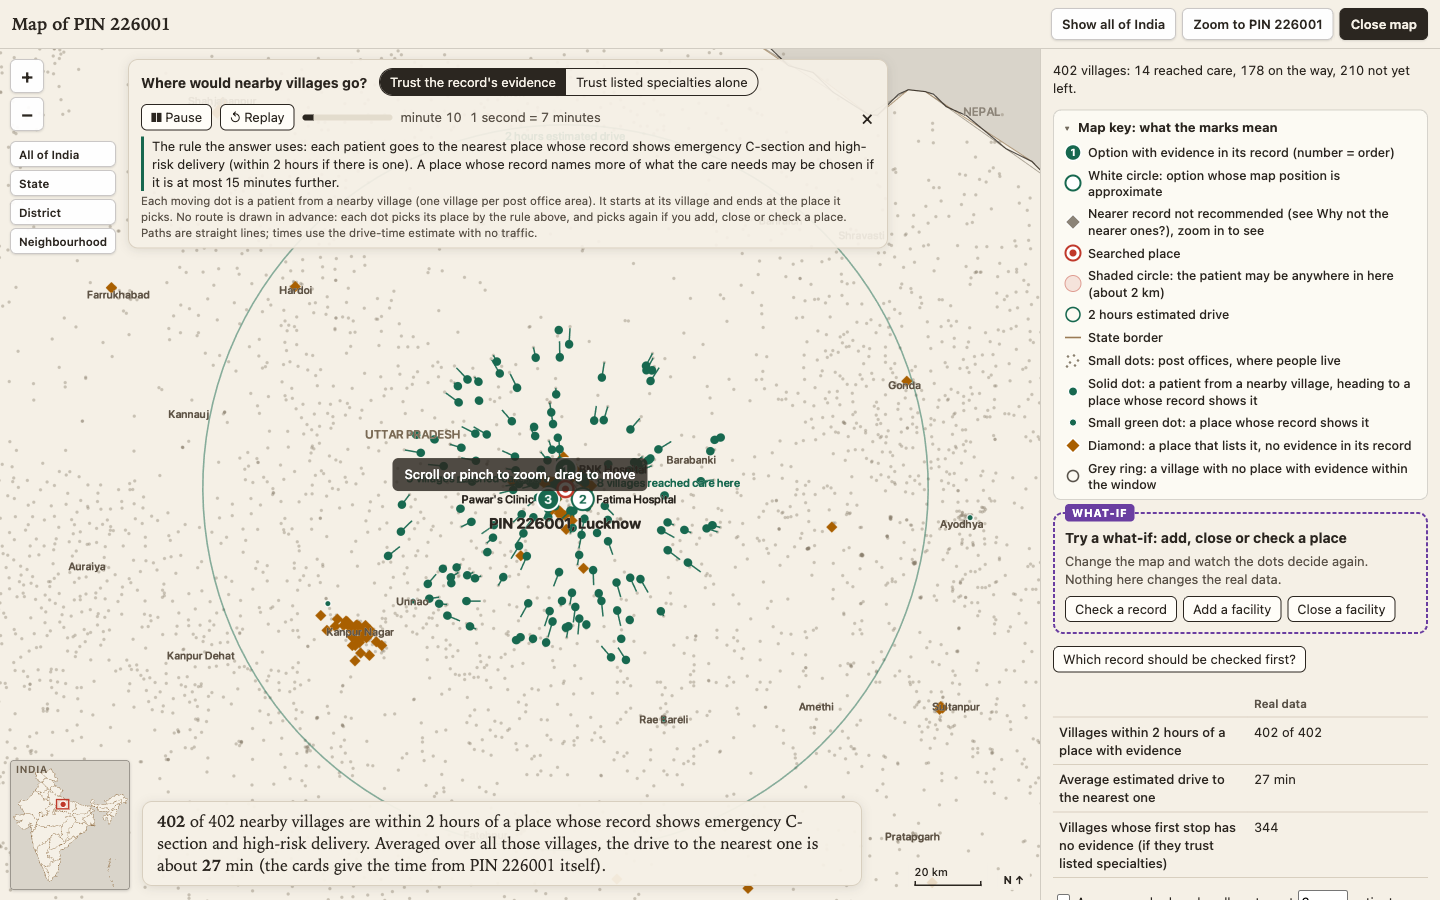 Map of PIN 226001
Show all of India
Zoom to PIN 226001
Close map
+
−
All of India
State
District
Neighbourhood
Where would nearby villages go?
Trust the record's evidence
Trust listed specialties alone
Pause
Replay
minute 10
1 second = 7 minutes
The rule the answer uses: each patient goes to the nearest place whose record shows emergency C-section and high-
risk delivery (within 2 hours if there is one). A place whose record names more of what the care needs may be chosen if
it is at most 15 minutes further.
Each moving dot is a patient from a nearby village (one village per post office area). It starts at its village and ends at the place it
picks. No route is drawn in advance: each dot picks its place by the rule above, and picks again if you add, close or check a place.
Paths are straight lines; times use the drive-time estimate with no traffic.
2 hours estimated drive
Shravasti
NEPAL
Farrukhabad
Hardoi
Gonda
Kannauj
UTTAR PRADESH
Barabanki
Scroll or pinch to zoom, drag to move
villages reached care here
Pawar's Clinic
3
2
Fatima Hospital
PIN 226001
Lucknow
Ayodhya
Auraiya
Unnao
Kanpur Nagar
Kanpur Dehat
Amethi
Sultanpur
Rae Bareli
Pratapgarh
INDIA
402 of 402 nearby villages are within 2 hours of a place whose record shows emergency C-
section and high-risk delivery. Averaged over all those villages, the drive to the nearest one is
about 27 min (the cards give the time from PIN 226001 itself).
20 km
N ↑
402 villages: 14 reached care, 178 on the way, 210 not yet
left.
Map key: what the marks mean
1
Option with evidence in its record (number = order)
White circle: option whose map position is
approximate
Nearer record not recommended (see Why not the
nearer ones?), zoom in to see
Searched place
Shaded circle: the patient may be anywhere in here
(about 2 km)
2 hours estimated drive
State border
Small dots: post offices, where people live
Solid dot: a patient from a nearby village, heading to a
place whose record shows it
Small green dot: a place whose record shows it
Diamond: a place that lists it, no evidence in its record
Grey ring: a village with no place with evidence within
the window
WHAT-IF
Try a what-if: add, close or check a place
Change the map and watch the dots decide again.
Nothing here changes the real data.
Check a record
Add a facility
Close a facility
Which record should be checked first?
Real data
Villages within 2 hours of a
place with evidence
402 of 402
Average estimated drive to
the nearest one
27 min
Villages whose first stop has
no evidence (if they trust
listed specialties)
344